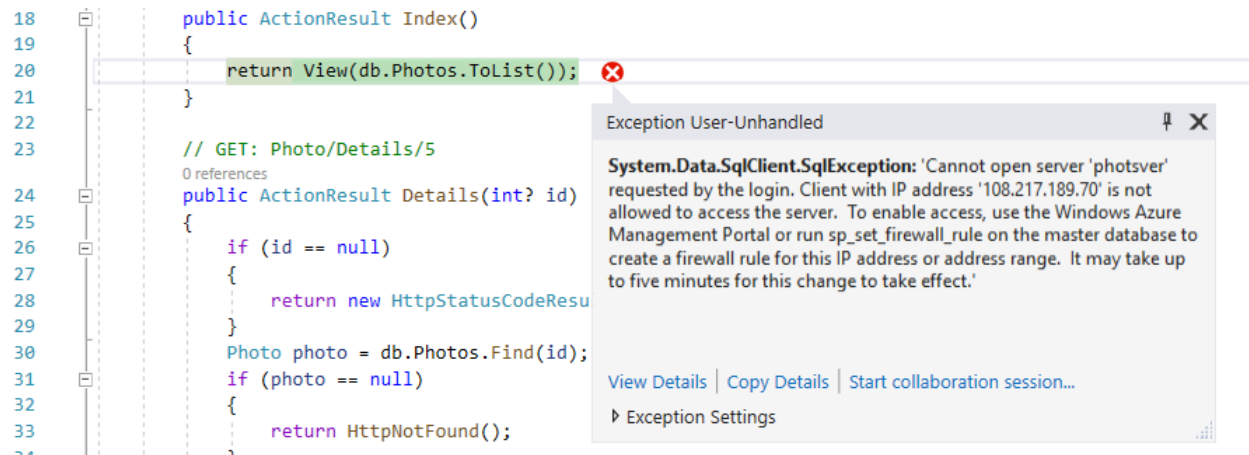 18 public ActionResult Index()
19 {
20 return View(db.Photos.ToList());
21 }
22
23 // GET: Photo/Details/5
0 references
24 public ActionResult Details(int? id)
25 {
26 if (id == null)
27 {
28 return new HttpStatusCodeResu
29 }
30 Photo photo = db.Photos.Find(id);
31 if (photo == null)
32 {
33 return HttpNotFound();
34 }
Exception User-Unhandled
System.Data.SqlClient.SqlException: 'Cannot open server 'photsver'
requested by the login. Client with IP address '108.217.189.70' is not
allowed to access the server.  To enable access, use the Windows Azure
Management Portal or run sp_set_firewall_rule on the master database to
create a firewall rule for this IP address or address range.  It may take up
to five minutes for this change to take effect.'
View Details | Copy Details | Start collaboration session...
Exception Settings